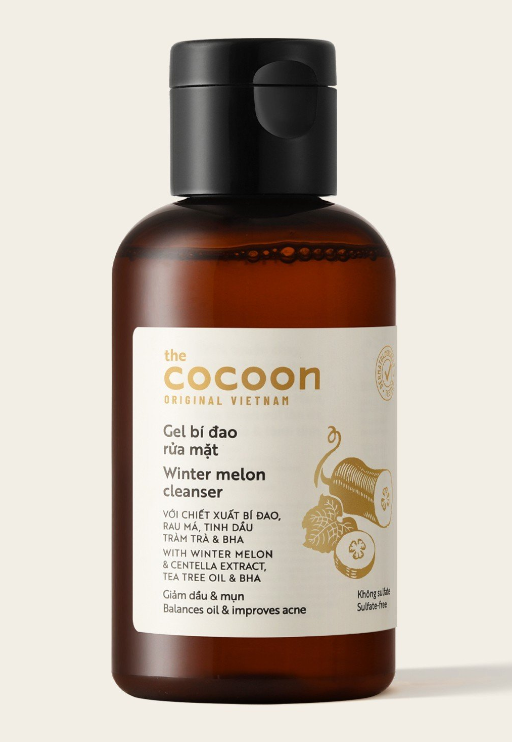 the
cocoon
ORIGINAL VIETNAM
Gel bí đao
rửa mặt
Winter melon
cleanser
VỚI CHIẾT XUẤT BÍ ĐAO,
RAU MÁ, TINH DẦU
TRÀM TRÀ & BHA
WITH WINTER MELON
& CENTELLA EXTRACT,
TEA TREE OIL & BHA
Giảm dầu & mụn
Balances oil & improves acne
Không sulfate
Sulfate-free